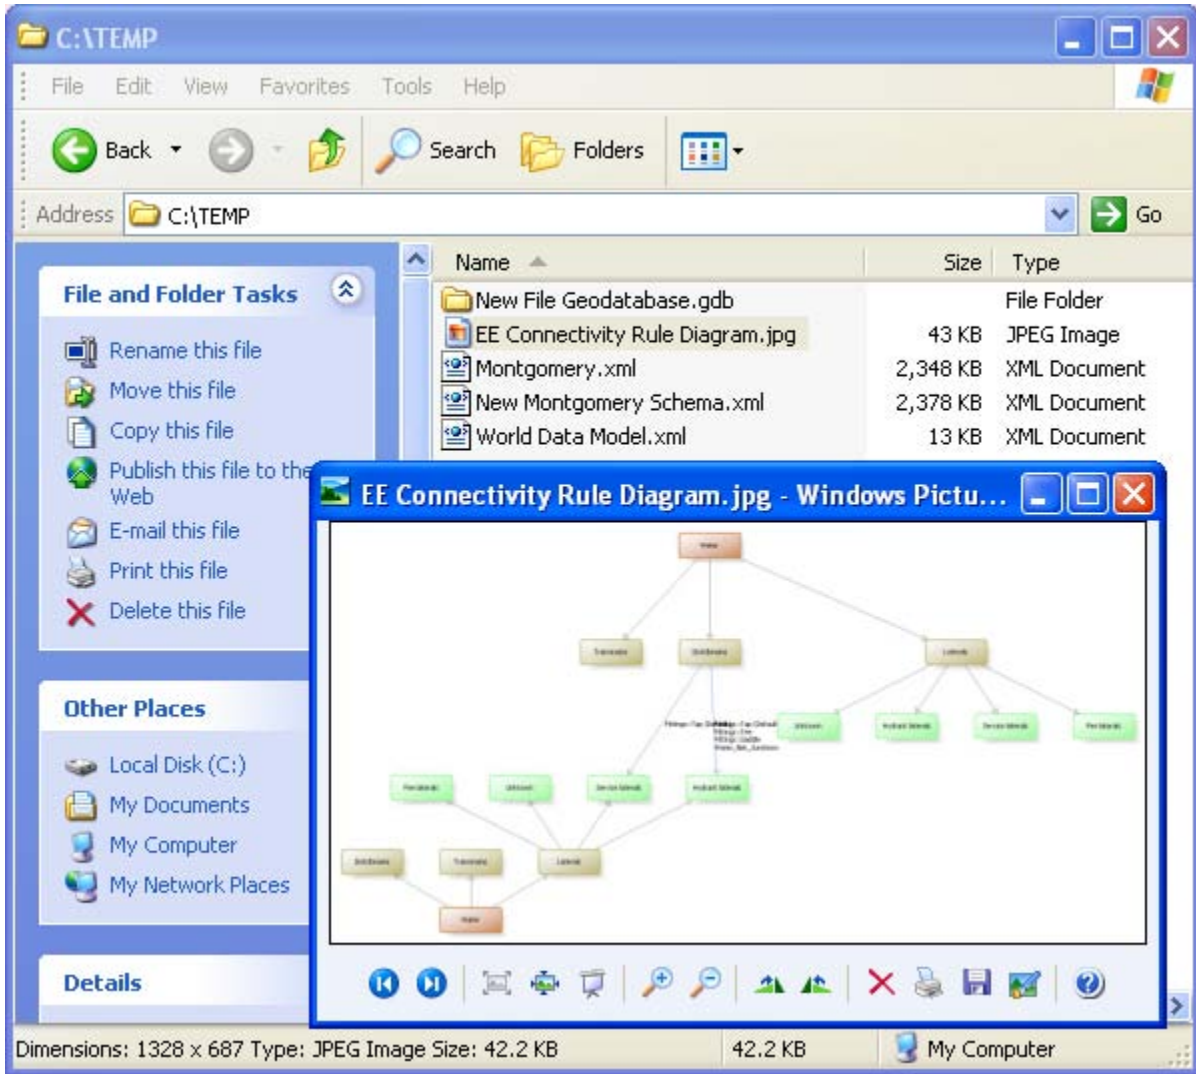 C:\TEMP
File Edit View Favorites Tools Help
Back Search Folders
Address C:\TEMP Go
Name Size Type
File and Folder Tasks
New File Geodatabase.gdb File Folder
EE Connectivity Rule Diagram.jpg 43 KB JPEG Image
Montgomery.xml 2,348 KB XML Document
New Montgomery Schema.xml 2,378 KB XML Document
World Data Model.xml 13 KB XML Document
Rename this file
Move this file
Copy this file
Publish this file to the
Web
E-mail this file
Print this file
Delete this file
Other Places
Local Disk (C:)
My Documents
My Computer
My Network Places
Details
EE Connectivity Rule Diagram.jpg - Windows Pictu...
Dimensions: 1328 x 687 Type: JPEG Image Size: 42.2 KB 42.2 KB My Computer